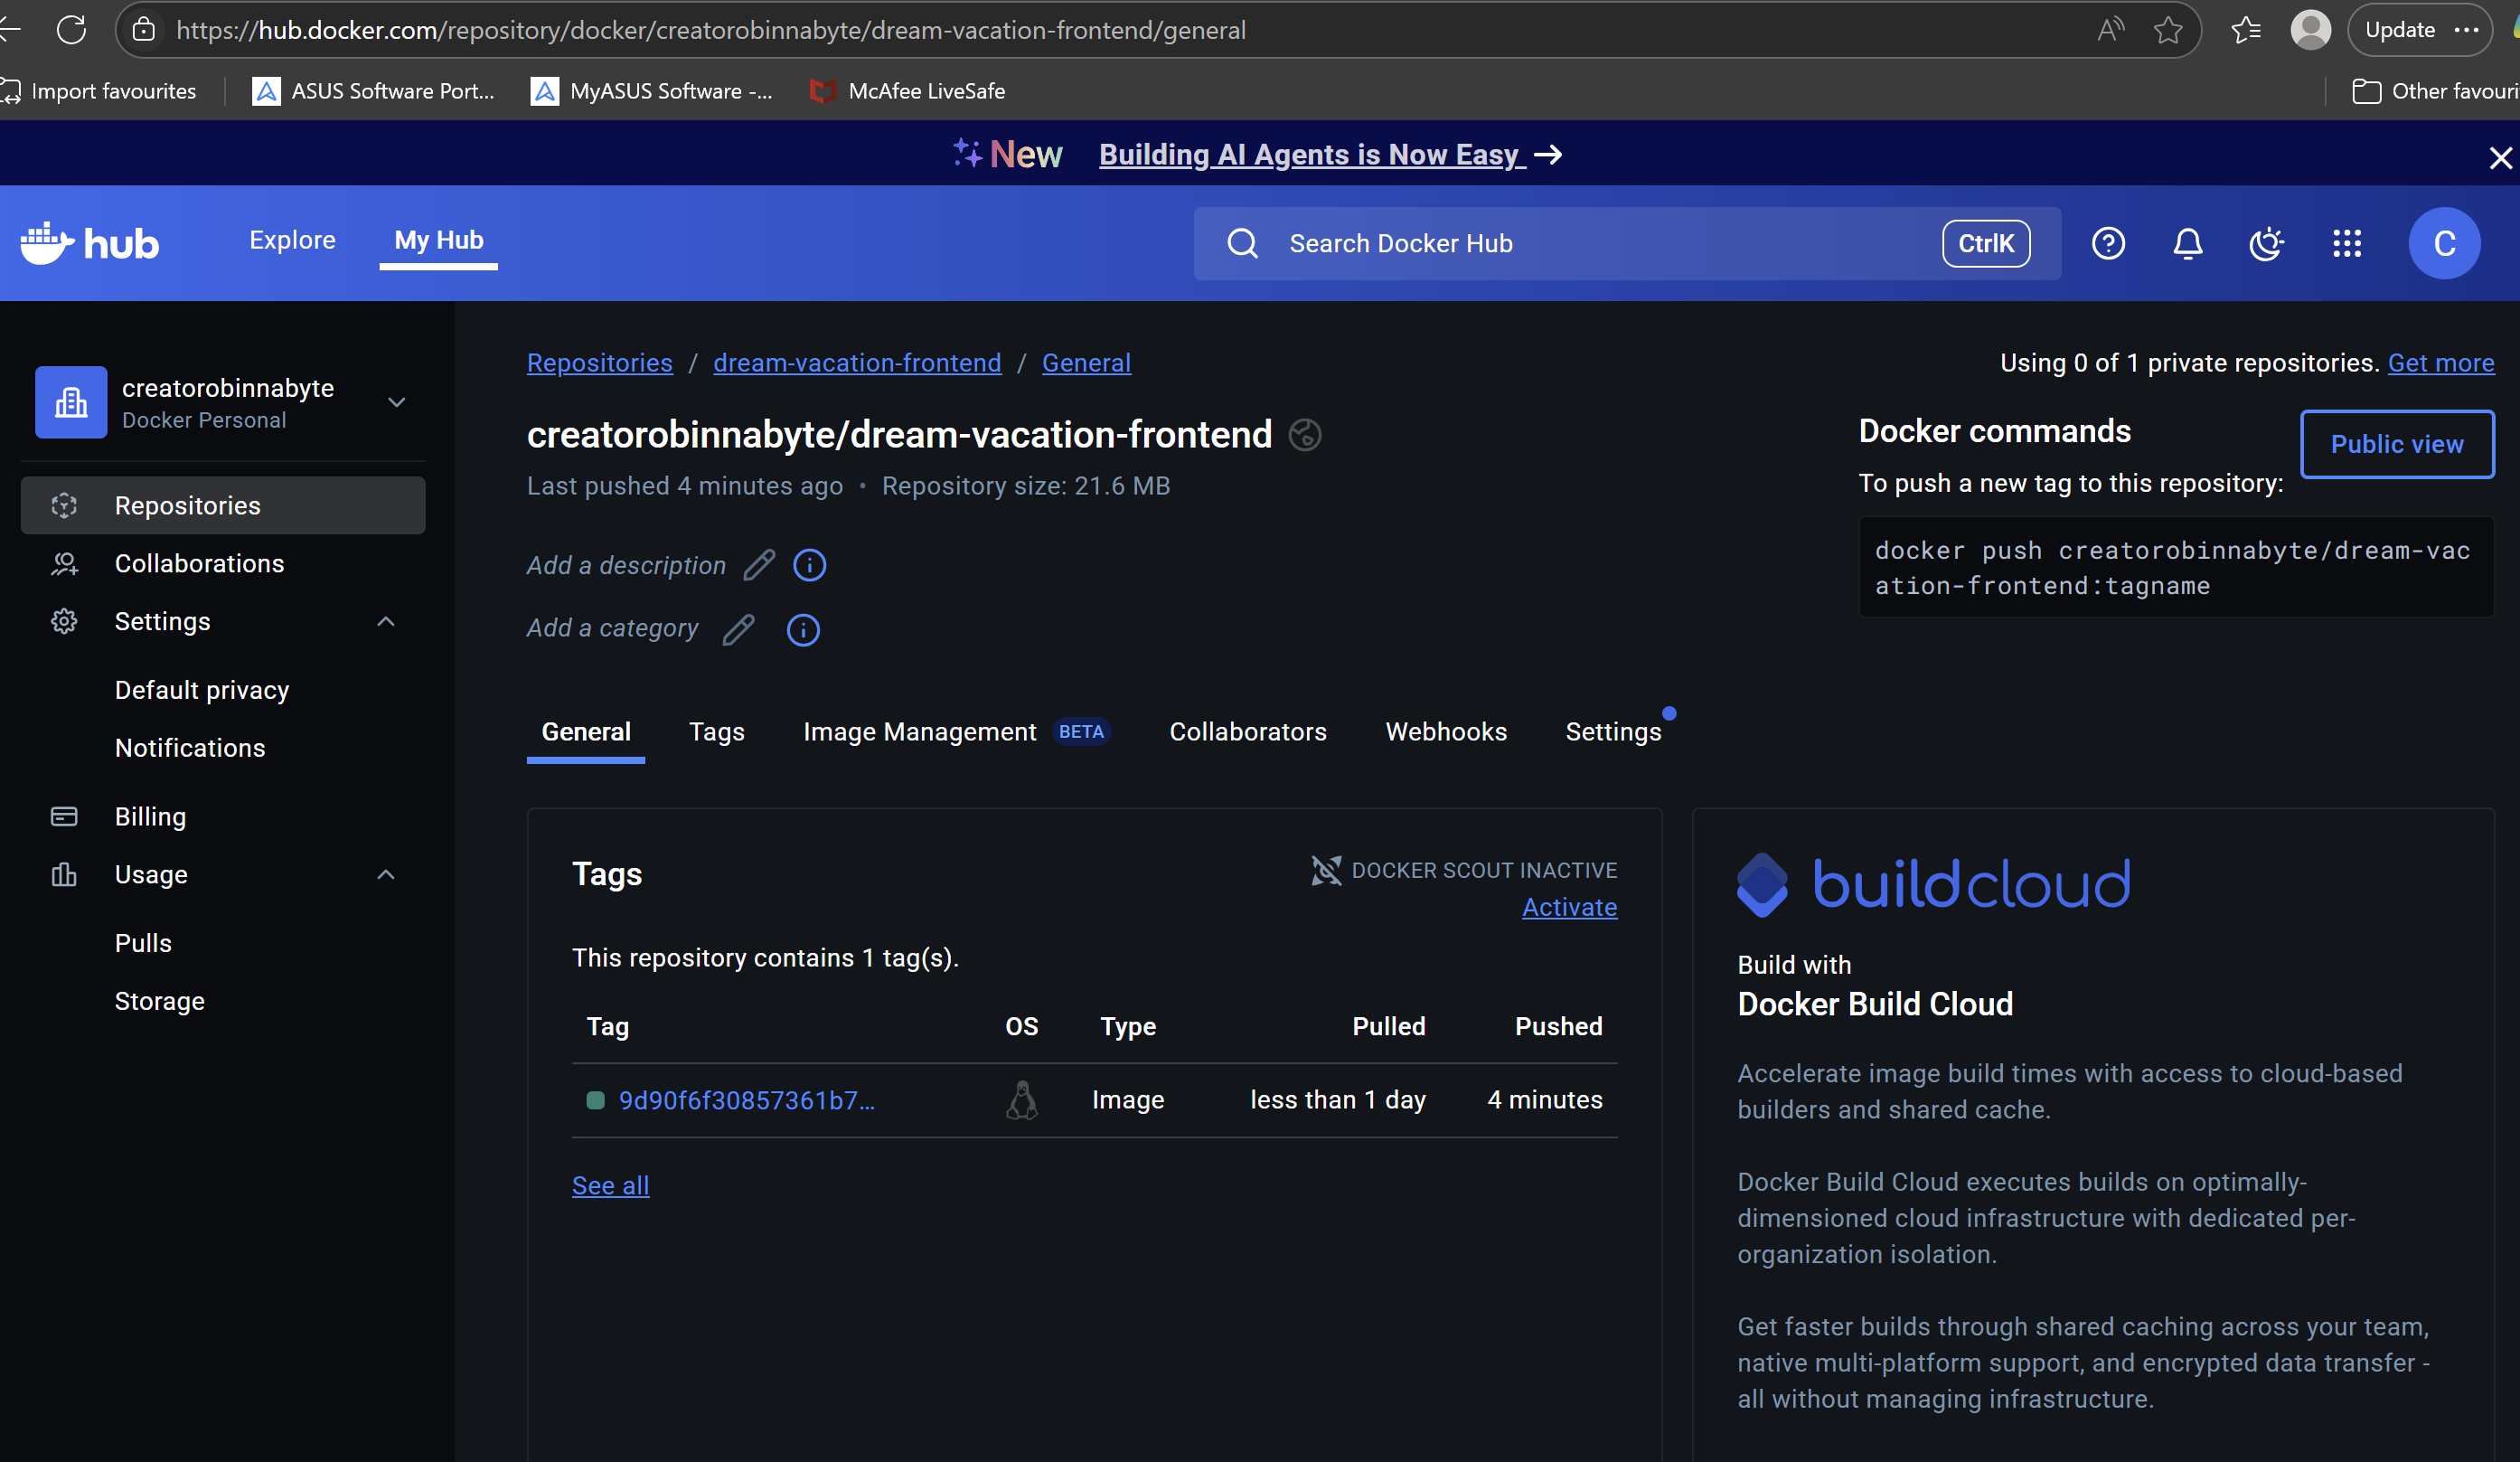 https://hub.docker.com/repository/docker/creatorobinnabyte/dream-vacation-frontend/general
Update
Import favourites
ASUS Software Port...
MyASUS Software -...
McAfee LiveSafe
Other favouri
New
Building AI Agents is Now Easy
hub
Explore
My Hub
Search Docker Hub
CtrlK
C
creatorobinnabyte
Docker Personal
Repositories
Collaborations
Settings
Default privacy
Notifications
Billing
Usage
Pulls
Storage
Repositories / dream-vacation-frontend / General
Using 0 of 1 private repositories. Get more
creatorobinnabyte/dream-vacation-frontend
Last pushed 4 minutes ago • Repository size: 21.6 MB
Add a description
Add a category
Docker commands
Public view
To push a new tag to this repository:
docker push creatorobinnabyte/dream-vac
ation-frontend:tagname
General
Tags
Image Management BETA
Collaborators
Webhooks
Settings
Tags
DOCKER SCOUT INACTIVE
Activate
This repository contains 1 tag(s).
Tag OS Type Pulled Pushed
9d90f6f30857361b7... Image less than 1 day 4 minutes
See all
buildcloud
Build with
Docker Build Cloud
Accelerate image build times with access to cloud-based
builders and shared cache.
Docker Build Cloud executes builds on optimally-
dimensioned cloud infrastructure with dedicated per-
organization isolation.
Get faster builds through shared caching across your team,
native multi-platform support, and encrypted data transfer -
all without managing infrastructure.